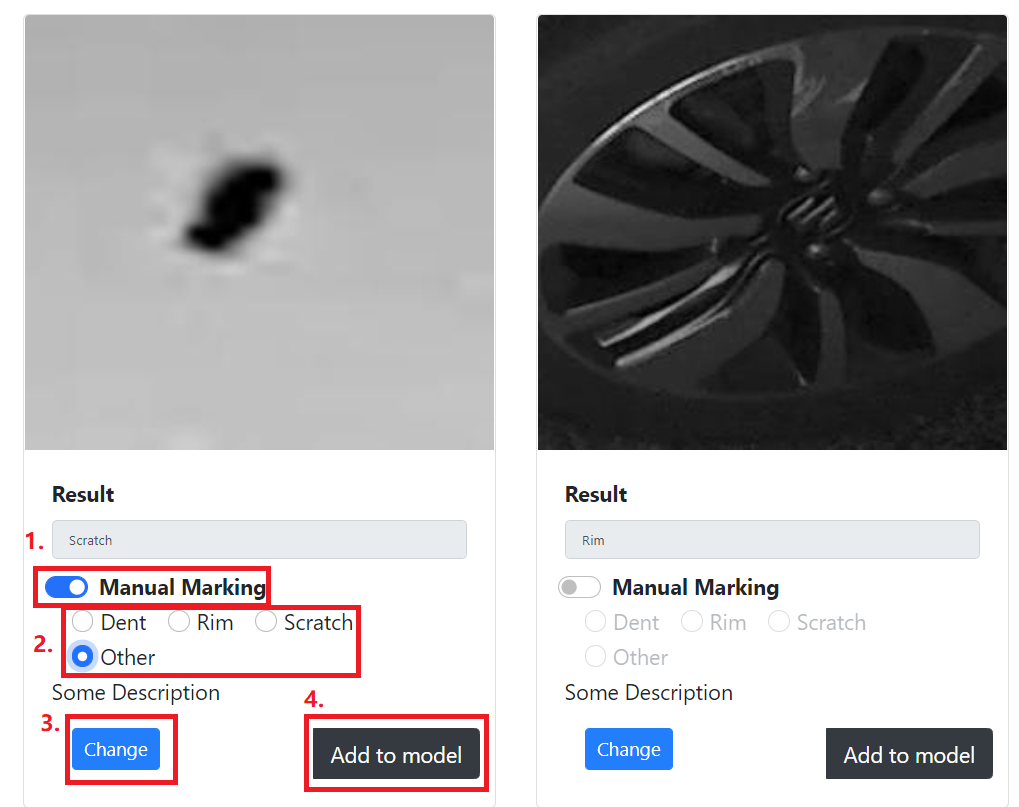 Result
1.
Scratch
Manual Marking
2.
Dent Rim Scratch
Other
Some Description
3.
Change
4.
Add to model
Result
Rim
Manual Marking
Dent Rim Scratch
Other
Some Description
Change
Add to model